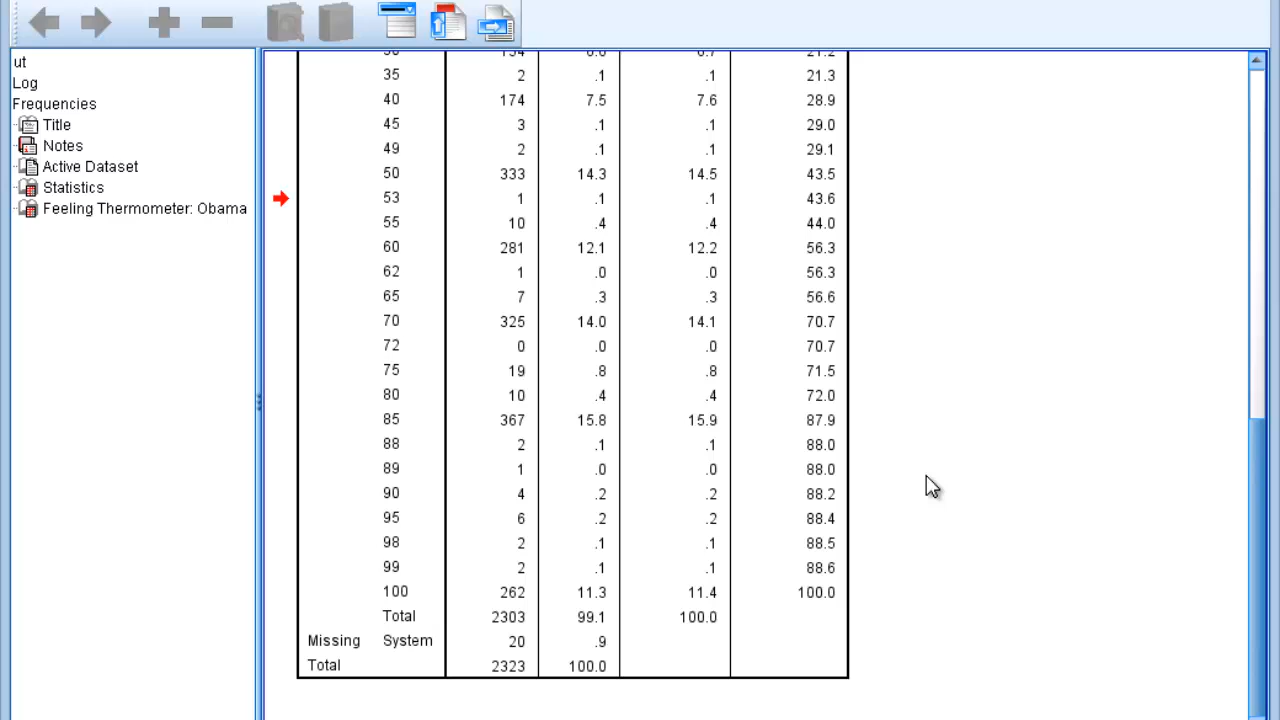 ut
Log
Frequencies
Title
Notes
Active Dataset
Statistics
Feeling Thermometer: Obama
35 2 .1 .1 21.3
40 174 7.5 7.6 28.9
45 3 .1 .1 29.0
49 2 .1 .1 29.1
50 333 14.3 14.5 43.5
53 1 .1 .1 43.6
55 10 .4 .4 44.0
60 281 12.1 12.2 56.3
62 1 .0 .0 56.3
65 7 .3 .3 56.6
70 325 14.0 14.1 70.7
72 0 .0 .0 70.7
75 19 .8 .8 71.5
80 10 .4 .4 72.0
85 367 15.8 15.9 87.9
88 2 .1 .1 88.0
89 1 .0 .0 88.0
90 4 .2 .2 88.2
95 6 .2 .2 88.4
98 2 .1 .1 88.5
99 2 .1 .1 88.6
100 262 11.3 11.4 100.0
Total 2303 99.1 100.0
Missing System 20 .9
Total 2323 100.0